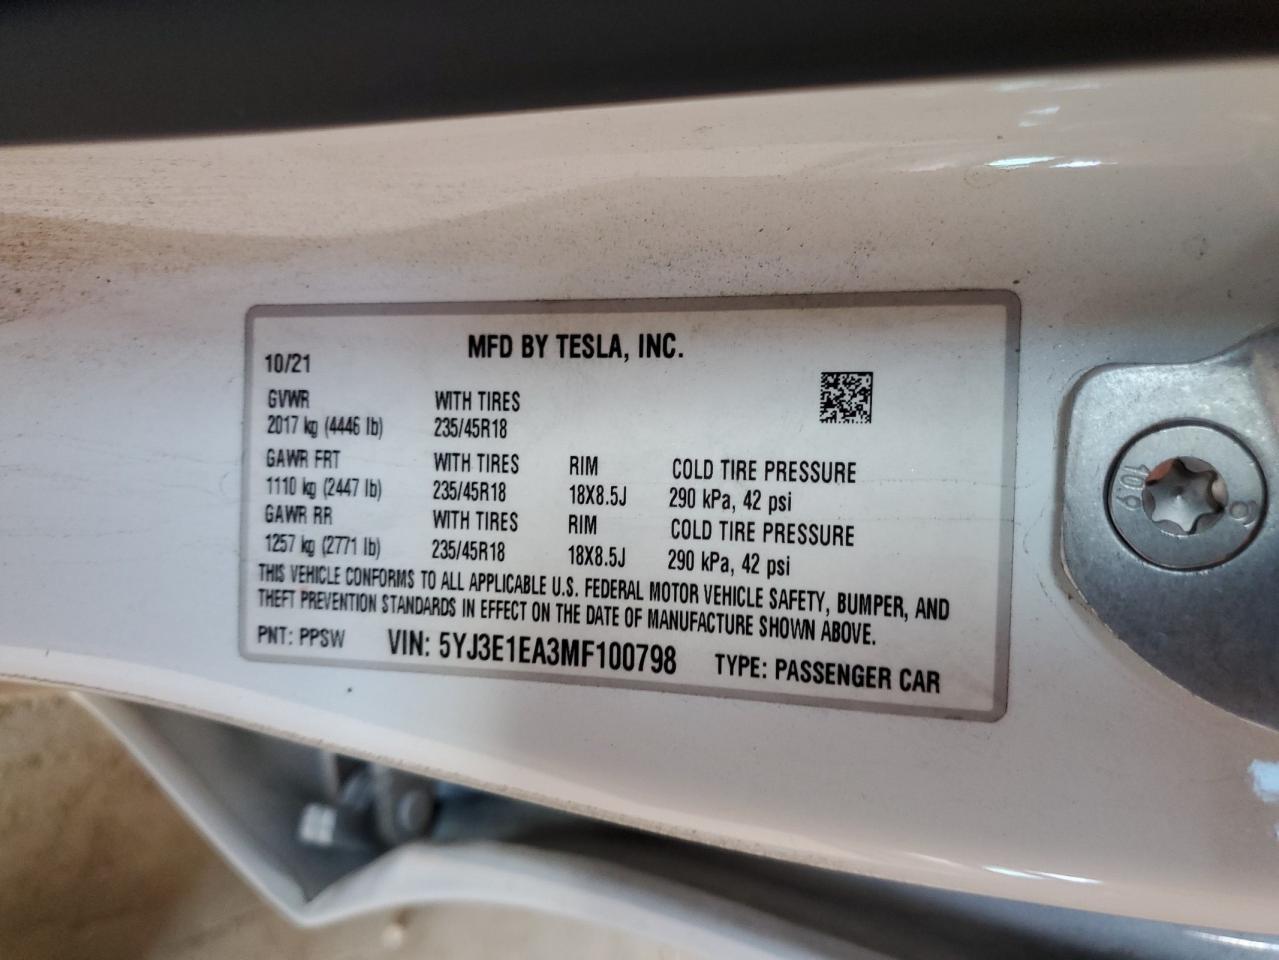 MFD BY TESLA, INC.
10/21
GVWR WITH TIRES
2017 kg (4446 lb) 235/45R18
GAWR FRT WITH TIRES RIM COLD TIRE PRESSURE
1110 kg (2447 lb) 235/45R18 18X8.5J 290 kPa, 42 psi
GAWR RR WITH TIRES RIM COLD TIRE PRESSURE
1257 kg (2771 lb) 235/45R18 18X8.5J 290 kPa, 42 psi
THIS VEHICLE CONFORMS TO ALL APPLICABLE U.S. FEDERAL MOTOR VEHICLE SAFETY, BUMPER, AND
THEFT PREVENTION STANDARDS IN EFFECT ON THE DATE OF MANUFACTURE SHOWN ABOVE.
PNT: PPSW VIN: 5YJ3E1EA3MF100798 TYPE: PASSENGER CAR
10.9
8